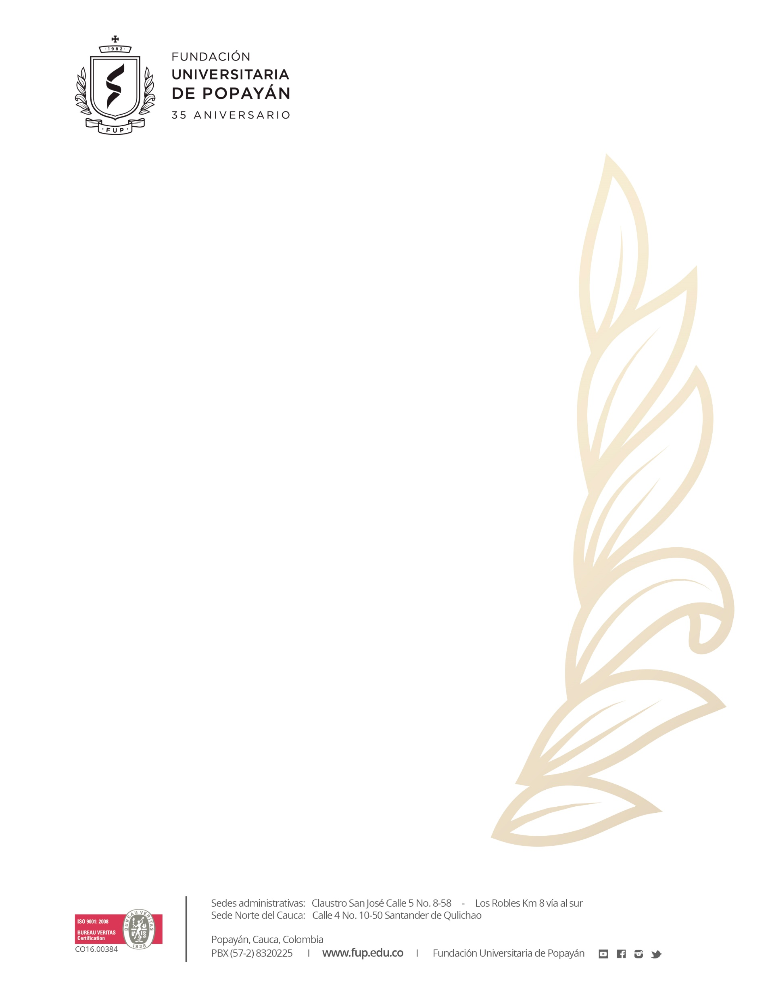 · 1982 ·
FUNDACIÓN
UNIVERSITARIA
DE POPAYÁN
35 ANIVERSARIO
· FUP ·
ISO 9001: 2008
BUREAU VERITAS
Certification
BUREAU VERITAS
1828
CO16.00384
Sedes administrativas: Claustro San José Calle 5 No. 8-58 - Los Robles Km 8 vía al sur
Sede Norte del Cauca: Calle 4 No. 10-50 Santander de Qulichao
Popayán, Cauca, Colombia
PBX (57-2) 8320225 | www.fup.edu.co | Fundación Universitaria de Popayán